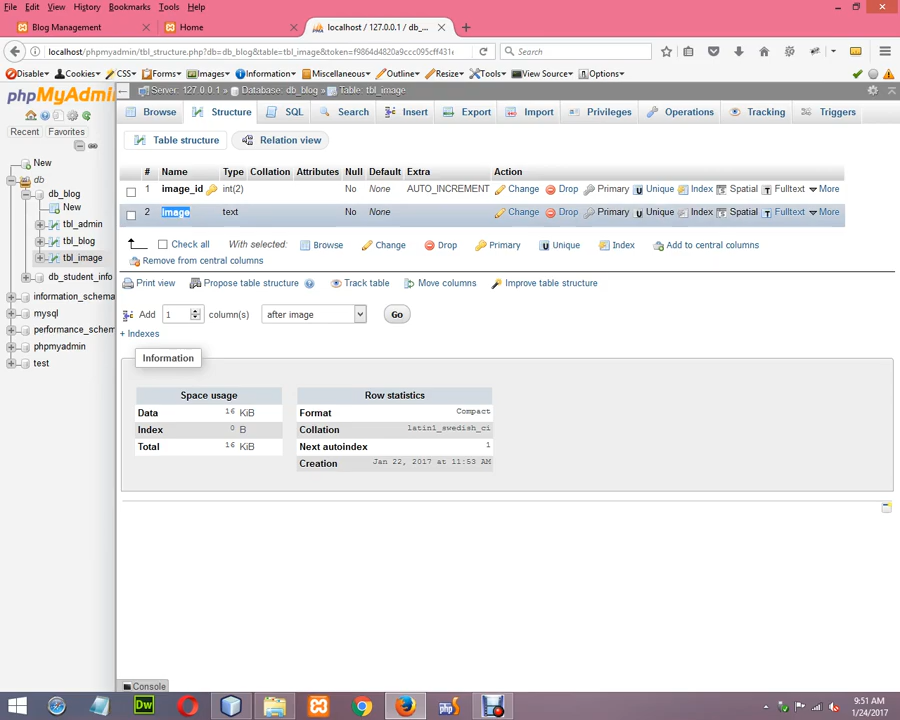 File Edit View History Bookmarks Tools Help
Blog Management
Home
localhost / 127.0.0.1 / db_...
localhost/phpmyadmin/tbl_structure.php?db=db_blog&table=tbl_image&token=f9864d4820a9ccc095cff431e
Search
Disable Cookies CSS Forms Images Information Miscellaneous Outline Resize Tools View Source Options
phpMyAdmin
Server: 127.0.0.1 » Database: db_blog » Table: tbl_image
Browse Structure SQL Search Insert Export Import Privileges Operations Tracking Triggers
Recent Favorites
Table structure Relation view
New
db
db_blog
New
tbl_admin
tbl_blog
tbl_image
db_student_info
information_schema
mysql
performance_schem
phpmyadmin
test
# Name Type Collation Attributes Null Default Extra Action
1 image_id int(2) No None AUTO_INCREMENT Change Drop Primary Unique Index Spatial Fulltext More
2 image text No None Change Drop Primary Unique Index Spatial Fulltext More
Check all With selected: Browse Change Drop Primary Unique Index Add to central columns
Remove from central columns
Print view Propose table structure Track table Move columns Improve table structure
Add 1 column(s) after image Go
+ Indexes
Information
Space usage
Data 16 KiB
Index 0 B
Total 16 KiB
Row statistics
Format Compact
Collation latin1_swedish_ci
Next autoindex 1
Creation Jan 22, 2017 at 11:53 AM
Console
Dw
php
9:51 AM
1/24/2017